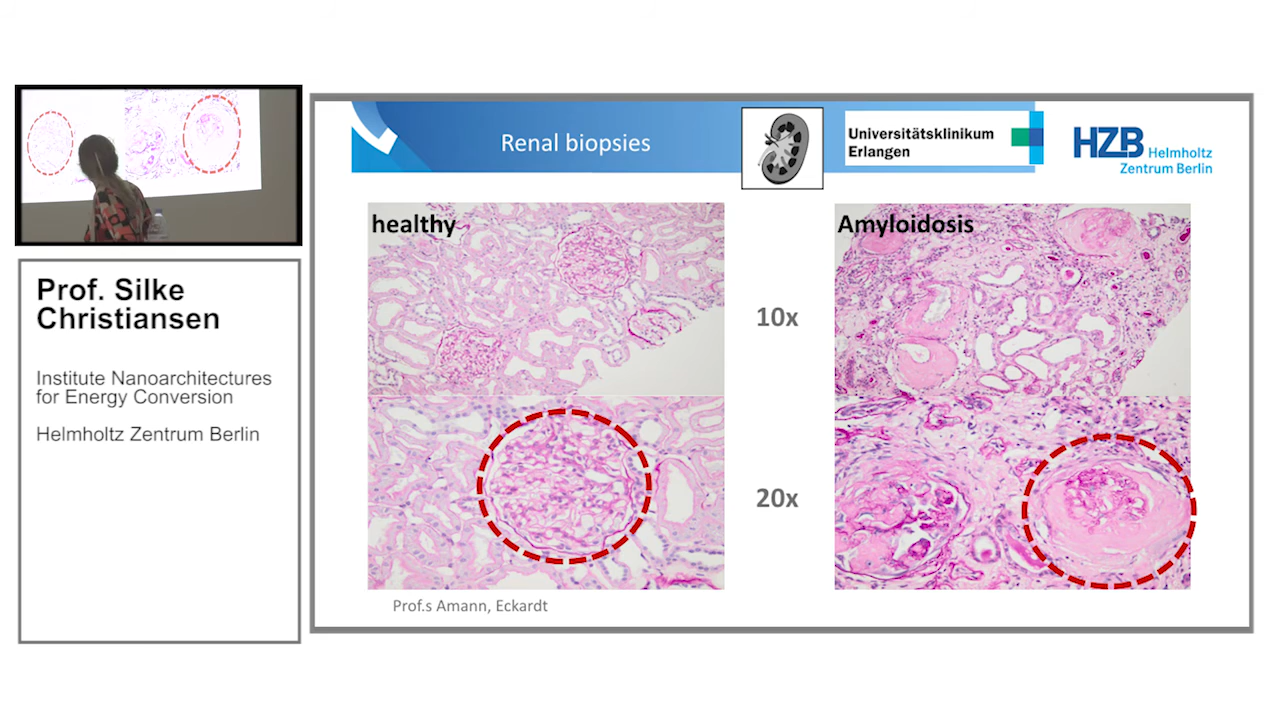 Prof. Silke
Christiansen
Institute Nanoarchitectures
for Energy Conversion
Helmholtz Zentrum Berlin
Renal biopsies
Universitätsklinikum
Erlangen
HZB Helmholtz
Zentrum Berlin
healthy
Amyloidosis
10x
20x
Prof.s Amann, Eckardt